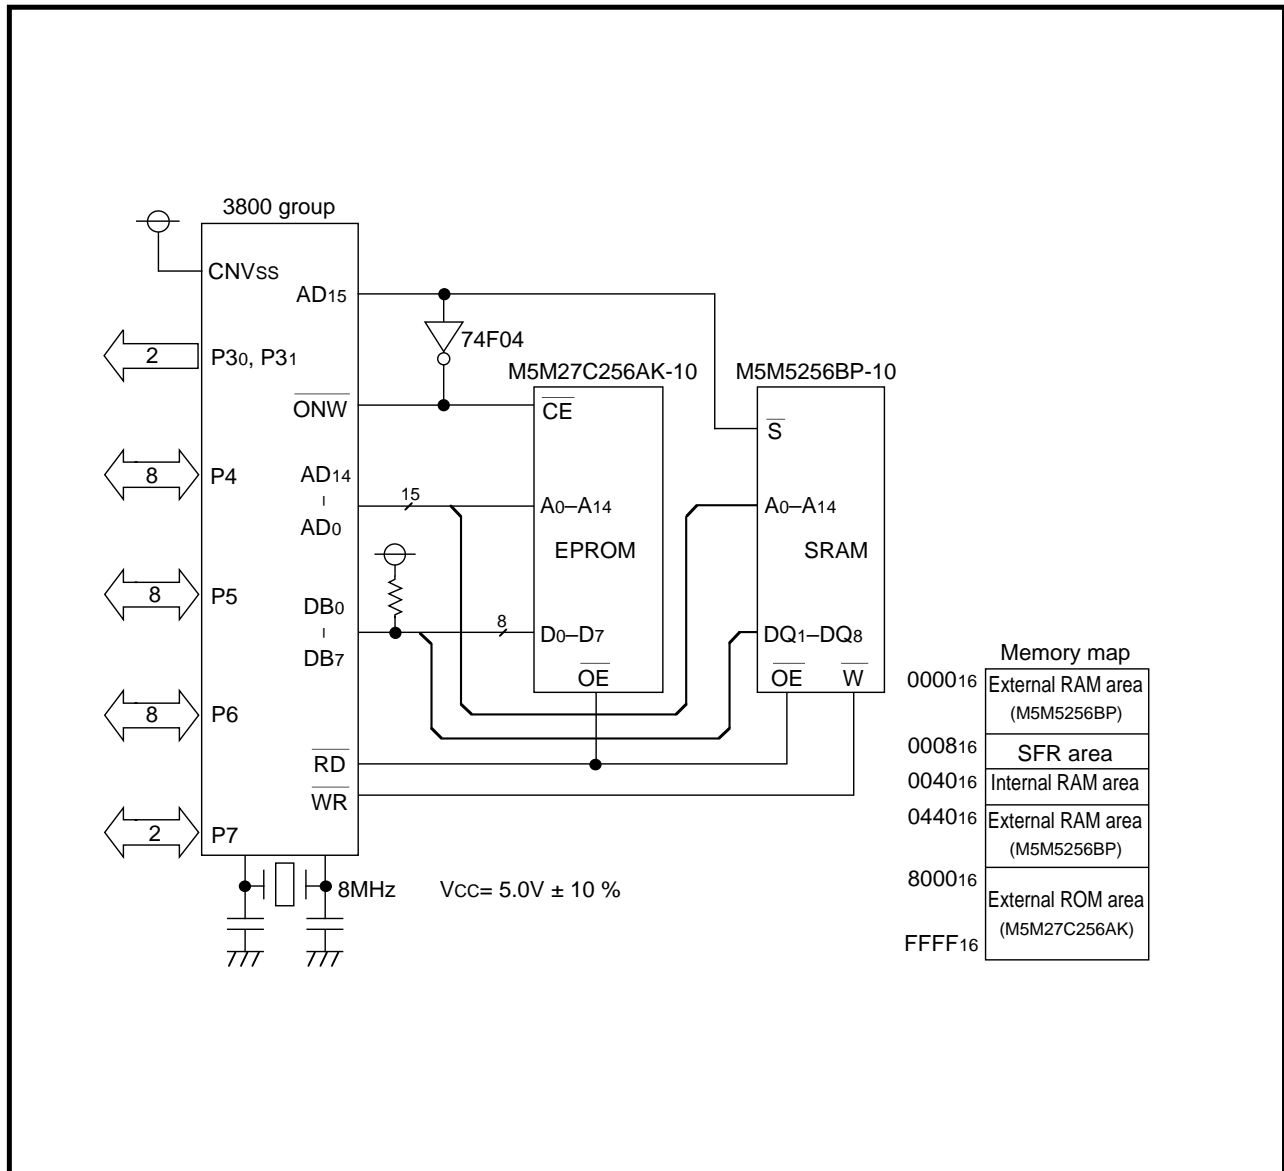 3800 group
CNVSS
AD15
74F04
2
P30, P31
M5M27C256AK-10
M5M5256BP-10
ONW
CE
S
8
P4
AD14
–
AD0
15
A0–A14
A0–A14
EPROM
SRAM
8
P5
DB0
–
DB7
8
D0–D7
DQ1–DQ8
OE
OE
W
8
P6
RD
WR
2
P7
8MHz
VCC= 5.0V ± 10 %
Memory map
000016
External RAM area
(M5M5256BP)
000816
SFR area
004016
Internal RAM area
044016
External RAM area
(M5M5256BP)
800016
External ROM area
(M5M27C256AK)
FFFF16